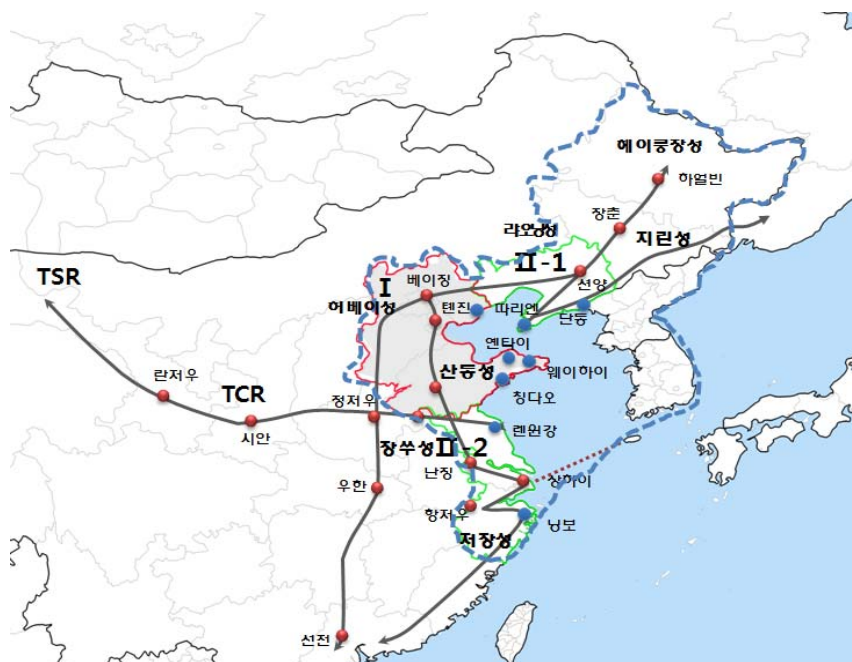 헤이룽장성
하얼빈
장춘
랴오닝성
지린성
II-1
선양
TSR
I
베이징
허베이성
텐진
따리엔
단둥
엔타이
웨이하이
산둥성
칭다오
란저우
TCR
정저우
시안
렌윈강
장쑤성
II-2
난징
우한
상하이
항저우
닝보
저장성
선전